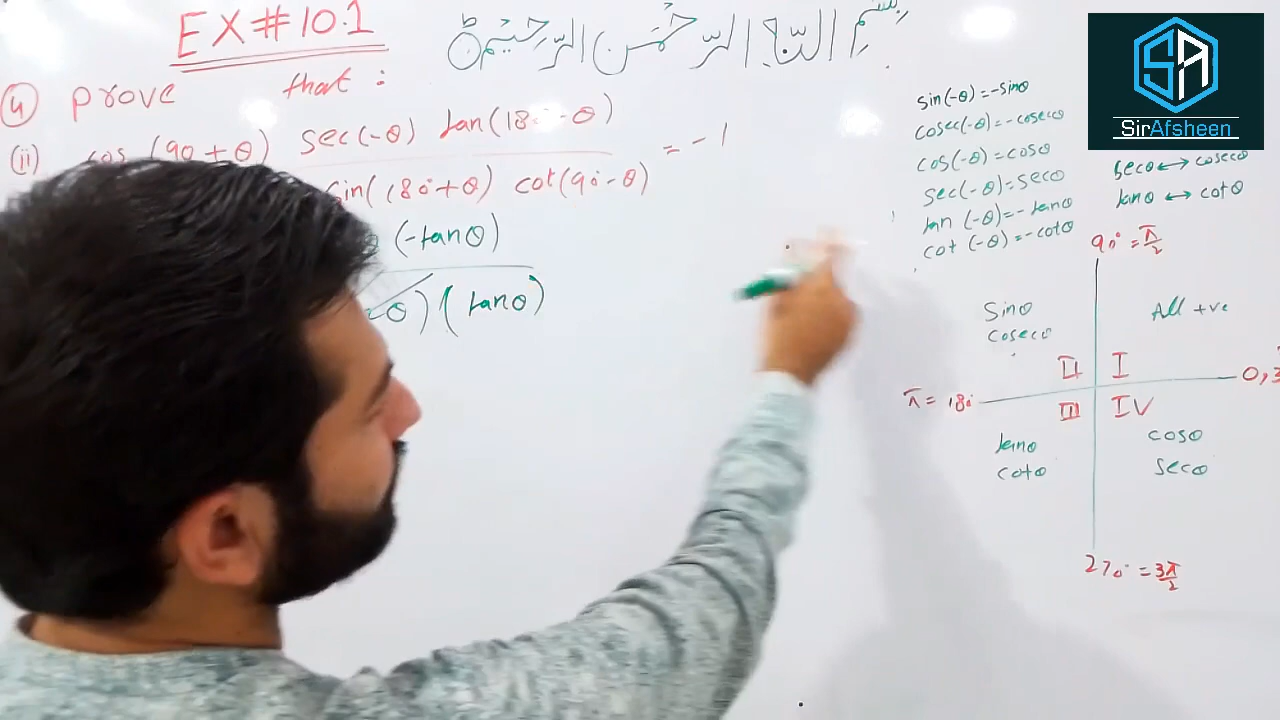 EX#10.1
بسم الله الرحمن الرحيم
④ prove that :
(ii) cos (90+θ) sec(-θ) tan(180-θ)
sin(180+θ) cot(90-θ) = -1
(-tanθ)
θ)(tanθ)
sin(-θ)=-sinθ
cosec(-θ)=-cosecθ
cos(-θ)=cosθ
sec(-θ)=secθ
tan(-θ)=-tanθ
cot(-θ)=-cotθ
SA
SirAfsheen
secθ↔cosecθ
tanθ↔cotθ
90°=π/2
Sinθ
cosecθ
All +ve
II I
π=180
0,
III IV
tanθ
cotθ
cosθ
secθ
270°=3π/2